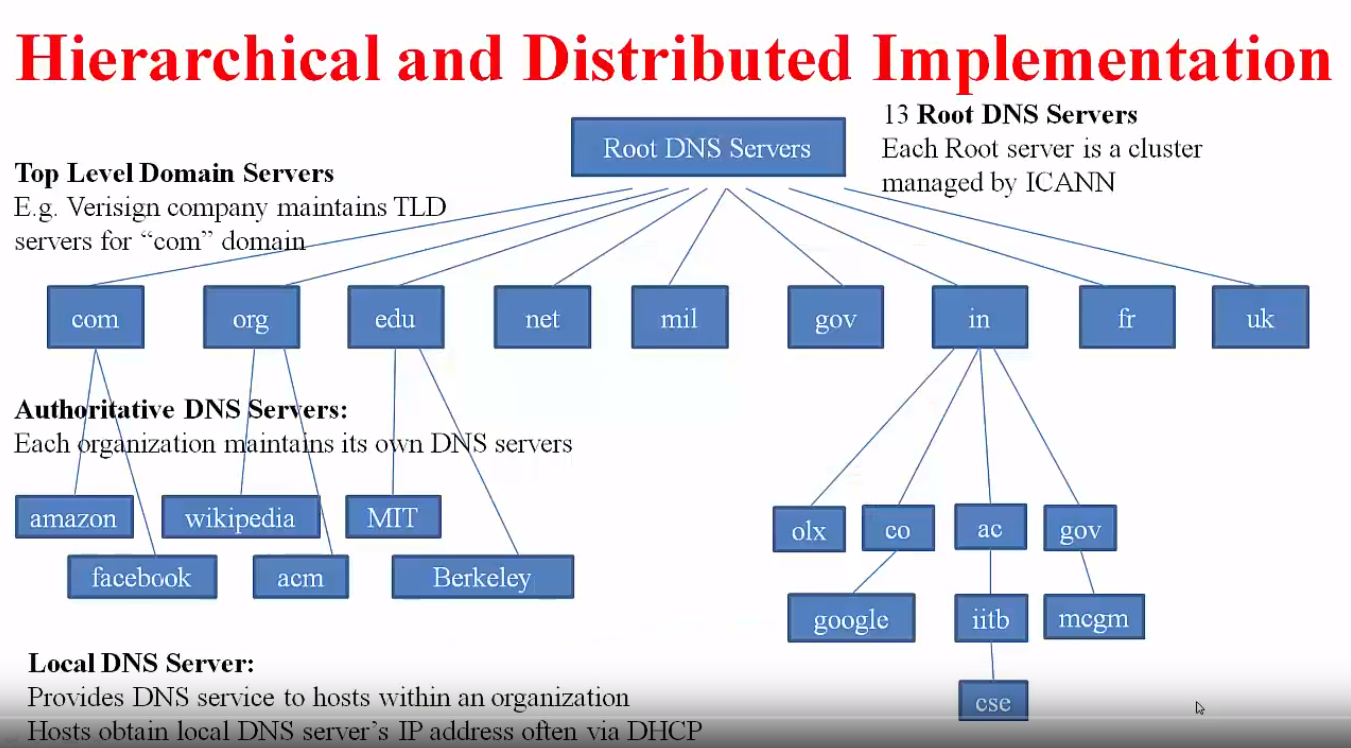 Hierarchical and Distributed Implementation
Root DNS Servers
13 Root DNS Servers
Each Root server is a cluster
managed by ICANN
Top Level Domain Servers
E.g. Verisign company maintains TLD
servers for “com” domain
com
org
edu
net
mil
gov
in
fr
uk
Authoritative DNS Servers:
Each organization maintains its own DNS servers
amazon
wikipedia
MIT
facebook
acm
Berkeley
olx
co
ac
gov
google
iitb
mcgm
cse
Local DNS Server:
Provides DNS service to hosts within an organization
Hosts obtain local DNS server’s IP address often via DHCP